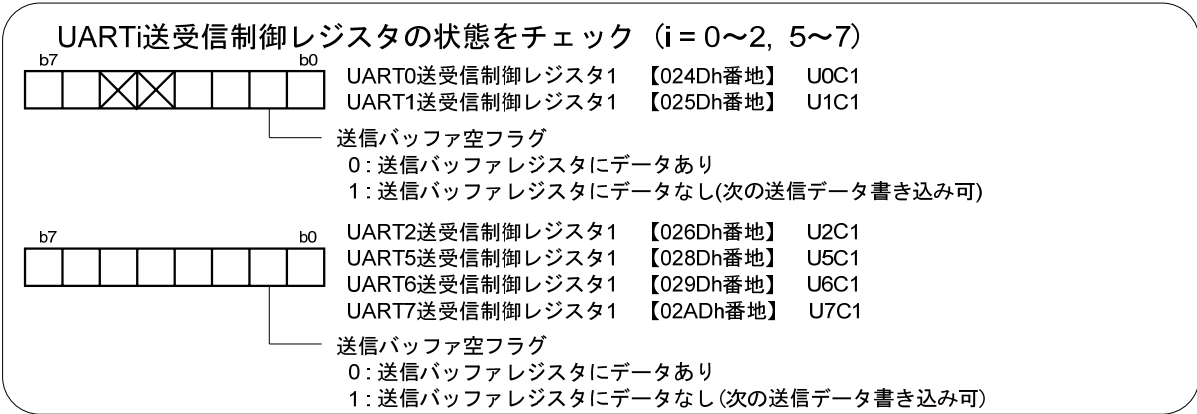 UARTi送受信制御レジスタの状態をチェック (i = 0～2, 5～7)
b7 b0
UART0送受信制御レジスタ1 【024Dh番地】 U0C1
UART1送受信制御レジスタ1 【025Dh番地】 U1C1
送信バッファ空フラグ
0 : 送信バッファレジスタにデータあり
1 : 送信バッファレジスタにデータなし(次の送信データ書き込み可)
b7 b0
UART2送受信制御レジスタ1 【026Dh番地】 U2C1
UART5送受信制御レジスタ1 【028Dh番地】 U5C1
UART6送受信制御レジスタ1 【029Dh番地】 U6C1
UART7送受信制御レジスタ1 【02ADh番地】 U7C1
送信バッファ空フラグ
0 : 送信バッファレジスタにデータあり
1 : 送信バッファレジスタにデータなし(次の送信データ書き込み可)